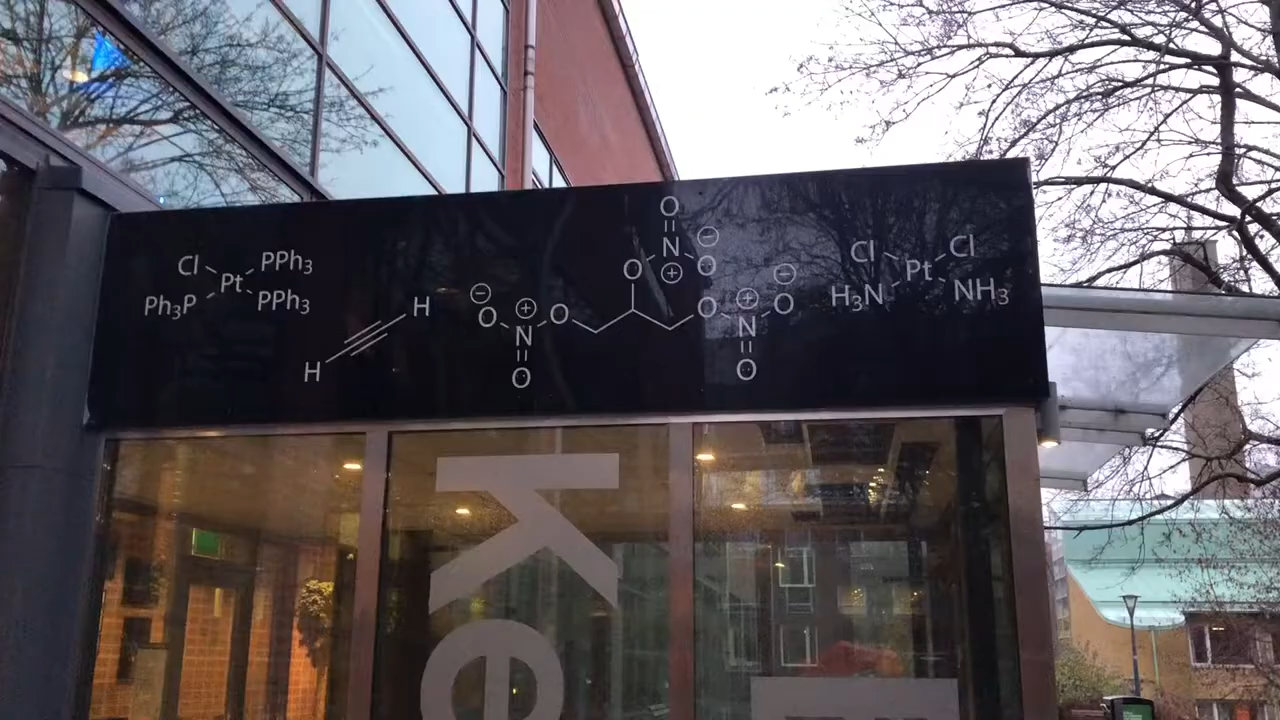 Cl PPh₃
Pt
Ph₃P PPh₃
H
H
⊖
O
⊕
N
O
O
O
O
N
⊕
⊖
O
O
⊕
N
⊖
O
O
Cl Cl
Pt
H₃N NH₃
Ke